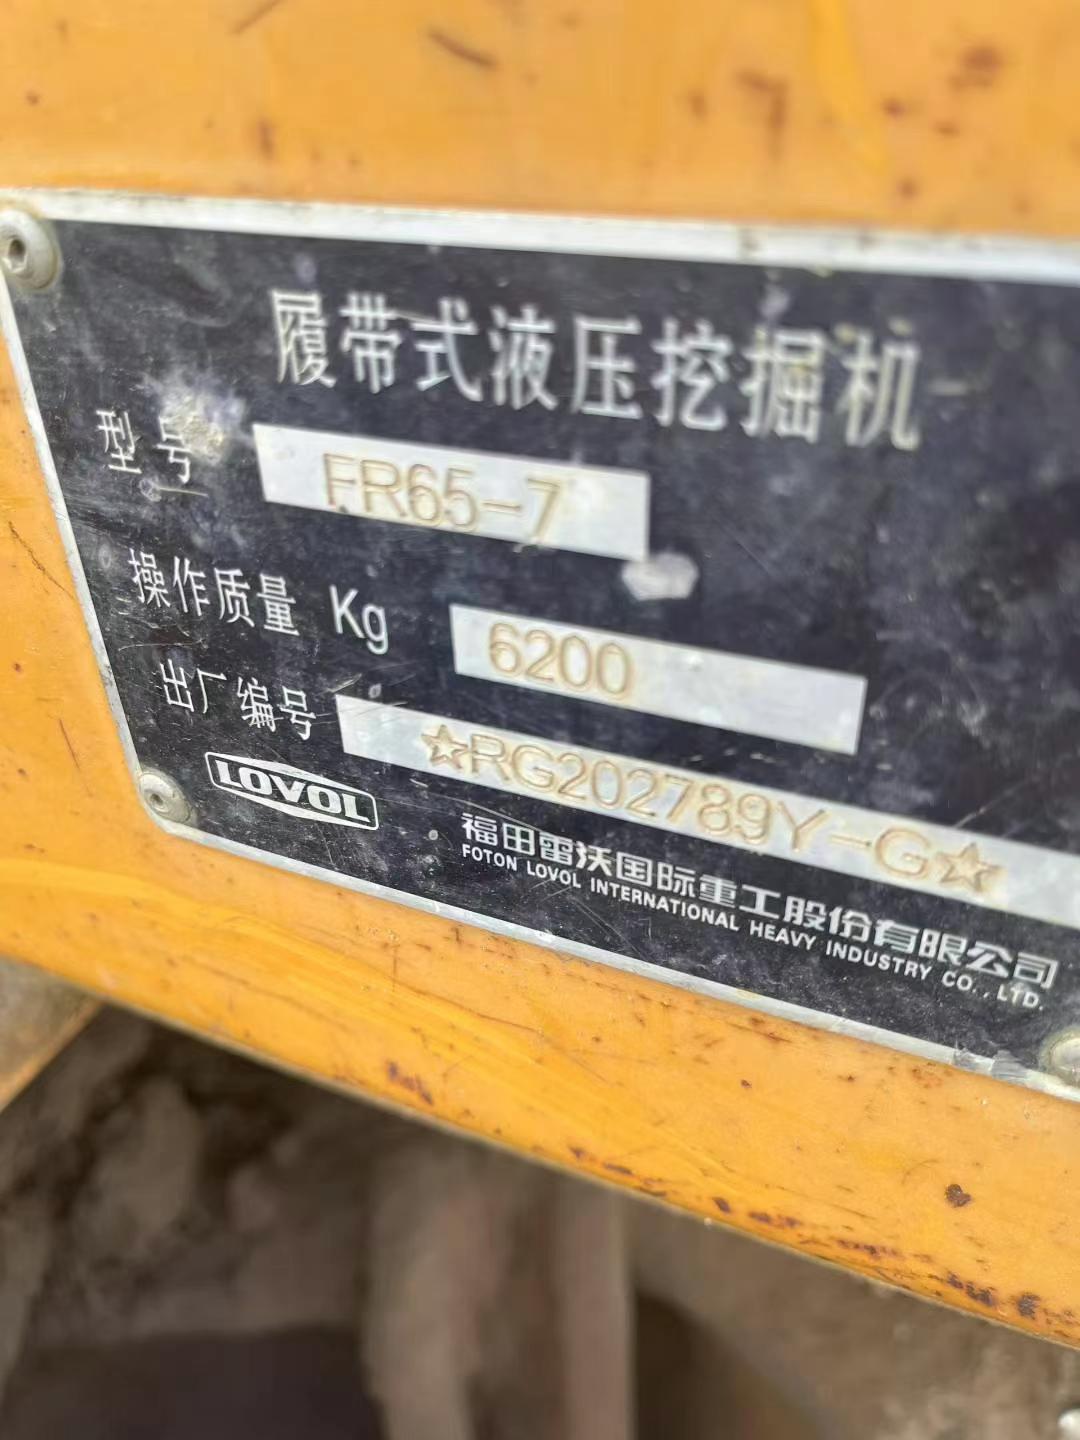 履带式液压挖掘机
型号 FR65-7
操作质量 Kg 6200
出厂编号 ☆RG202789Y-G☆
LOVOL
福田雷沃国际重工股份有限公司
FOTON LOVOL INTERNATIONAL HEAVY INDUSTRY CO.,LTD.